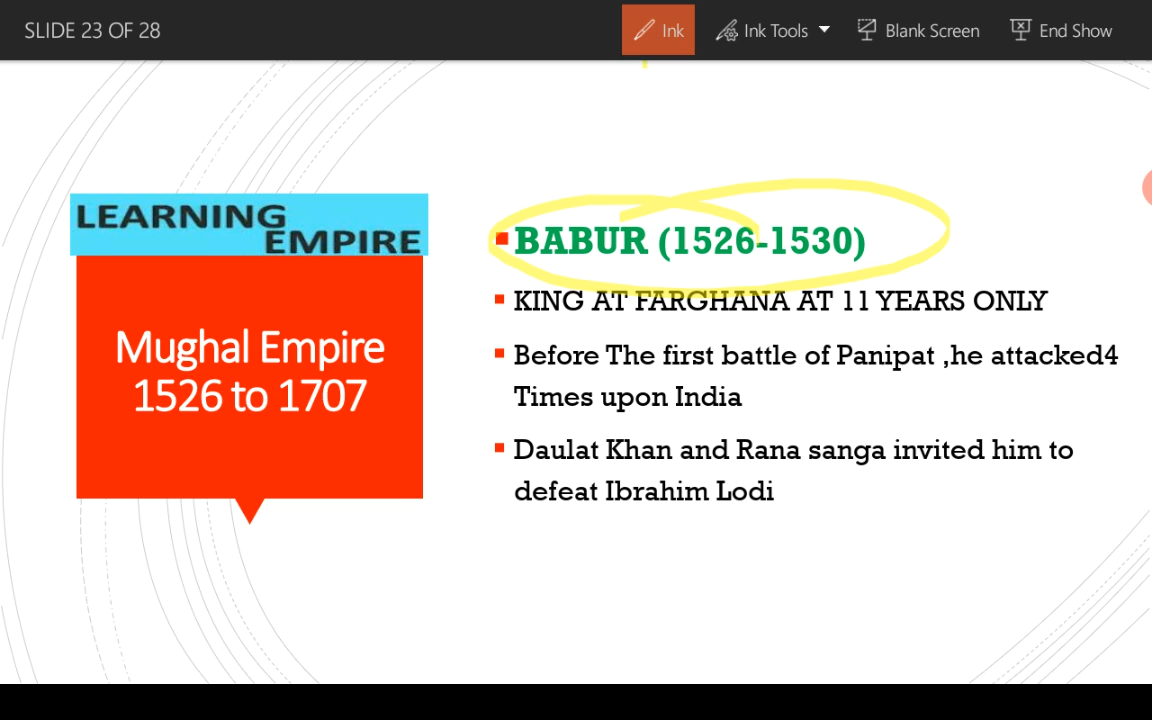 SLIDE 23 OF 28
Ink
Ink Tools
Blank Screen
End Show
LEARNING
EMPIRE
Mughal Empire
1526 to 1707
BABUR (1526-1530)
KING AT FARGHANA AT 11 YEARS ONLY
Before The first battle of Panipat ,he attacked4
Times upon India
Daulat Khan and Rana sanga invited him to
defeat Ibrahim Lodi